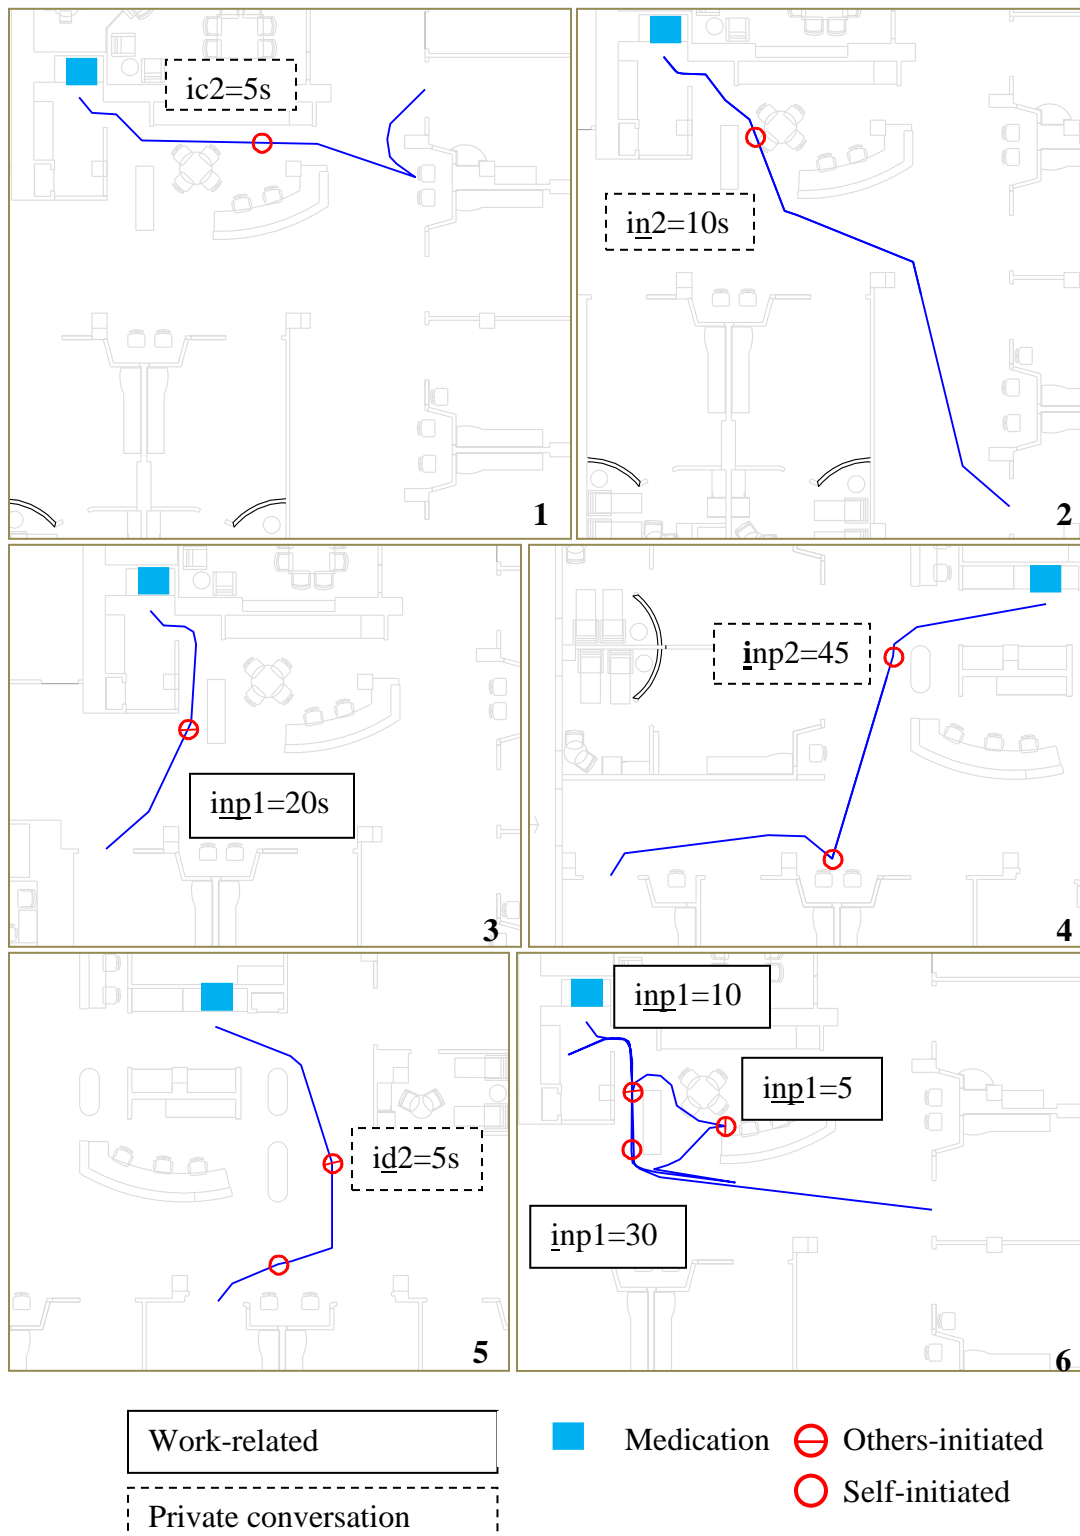 ic2=5s
1
in2=10s
2
inp1=20s
3
inp2=45
4
id2=5s
5
inp1=10
inp1=5
inp1=30
6
Work-related
Medication
Others-initiated
Self-initiated
Private conversation